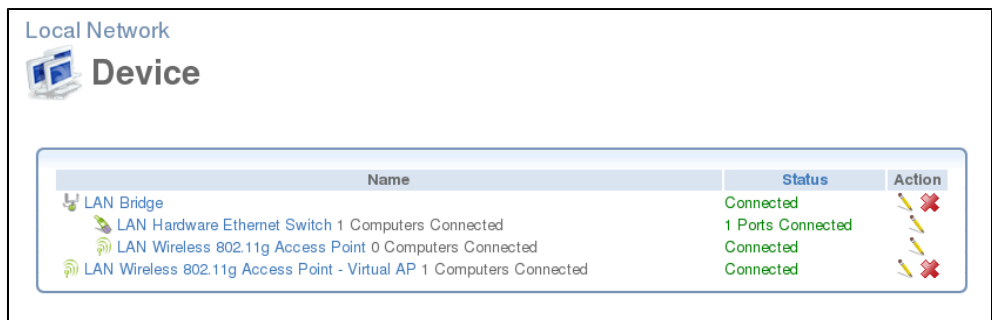 Local Network
Device
Name Status Action
LAN Bridge Connected
LAN Hardware Ethernet Switch 1 Computers Connected 1 Ports Connected
LAN Wireless 802.11g Access Point 0 Computers Connected Connected
LAN Wireless 802.11g Access Point - Virtual AP 1 Computers Connected Connected